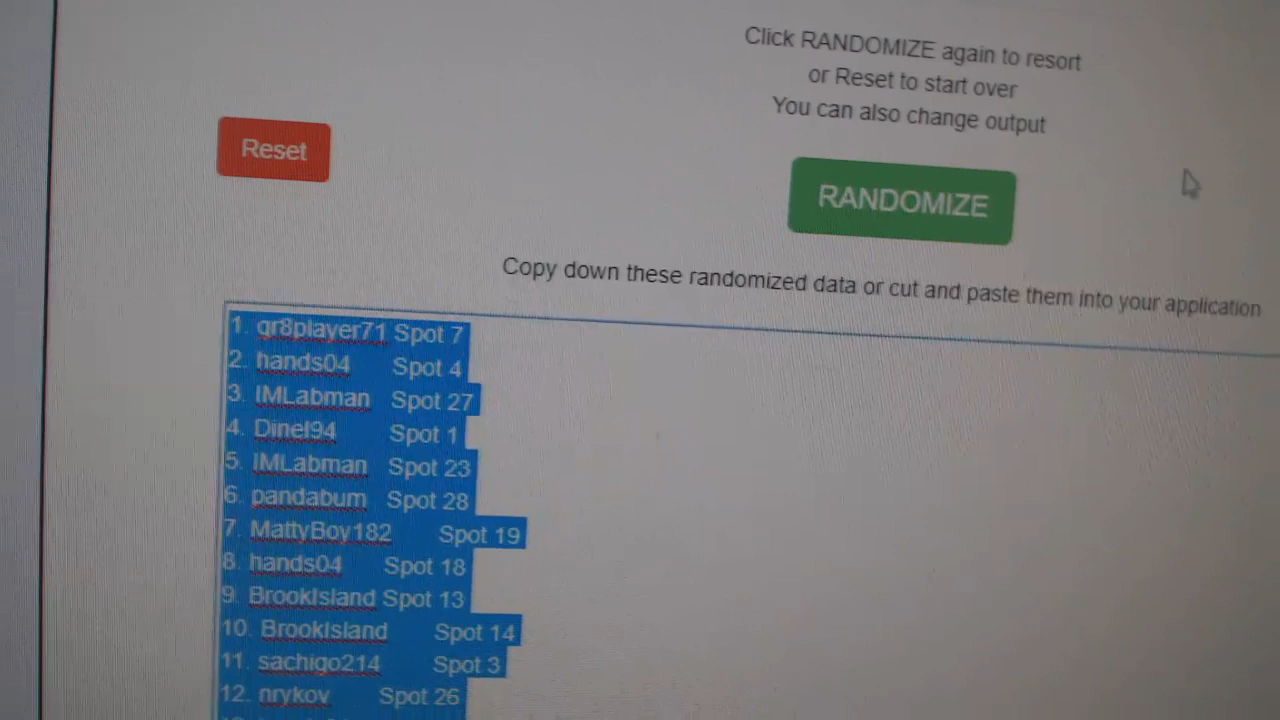 Click RANDOMIZE again to resort
or Reset to start over
You can also change output
Reset
RANDOMIZE
Copy down these randomized data or cut and paste them into your application
1. gr8player71 Spot 7
2. hands04 Spot 4
3. IMLabman Spot 27
4. Dinel94 Spot 1
5. IMLabman Spot 23
6. pandabum Spot 28
7. MattyBoy182 Spot 19
8. hands04 Spot 18
9. BrookIsland Spot 13
10. BrookIsland Spot 14
11. sachigo214 Spot 3
12. nrykov Spot 26